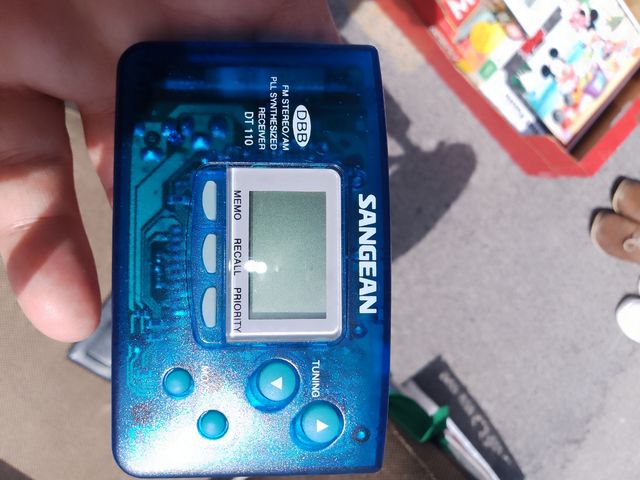 SANGEAN
DBB
FM STEREO/AM
PLL SYNTHESIZED
RECEIVER
DT 110
MEMO RECALL PRIORITY
TUNING